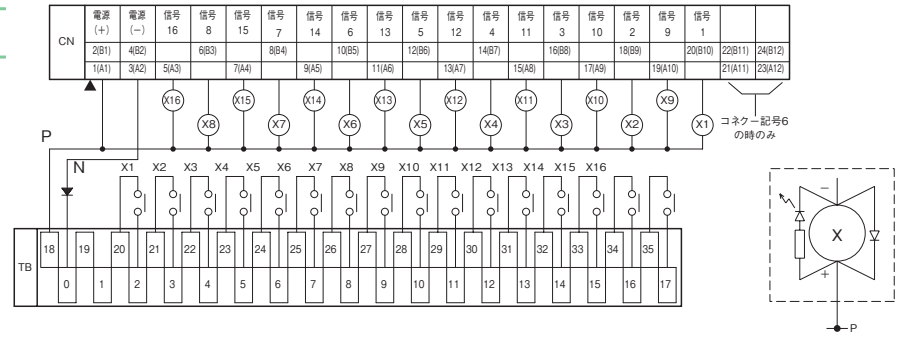 CN
電源 電源 信号 信号 信号 信号 信号 信号 信号 信号 信号 信号 信号 信号 信号 信号 信号 信号
(+) (−) 16 8 15 7 14 6 13 5 12 4 11 3 10 2 9 1
2(B1) 4(B2) 6(B3) 8(B4) 10(B5) 12(B6) 14(B7) 16(B8) 18(B9) 20(B10) 22(B11) 24(B12)
1(A1) 3(A2) 5(A3) 7(A4) 9(A5) 11(A6) 13(A7) 15(A8) 17(A9) 19(A10) 21(A11) 23(A12)
X16 X15 X14 X13 X12 X11 X10 X9
X8 X7 X6 X5 X4 X3 X2 X1
コネクー記号6
の時のみ
P
N
X1 X2 X3 X4 X5 X6 X7 X8 X9 X10 X11 X12 X13 X14 X15 X16
TB
18 19 20 21 22 23 24 25 26 27 28 29 30 31 32 33 34 35
0 1 2 3 4 5 6 7 8 9 10 11 12 13 14 15 16 17
−
X
+
P